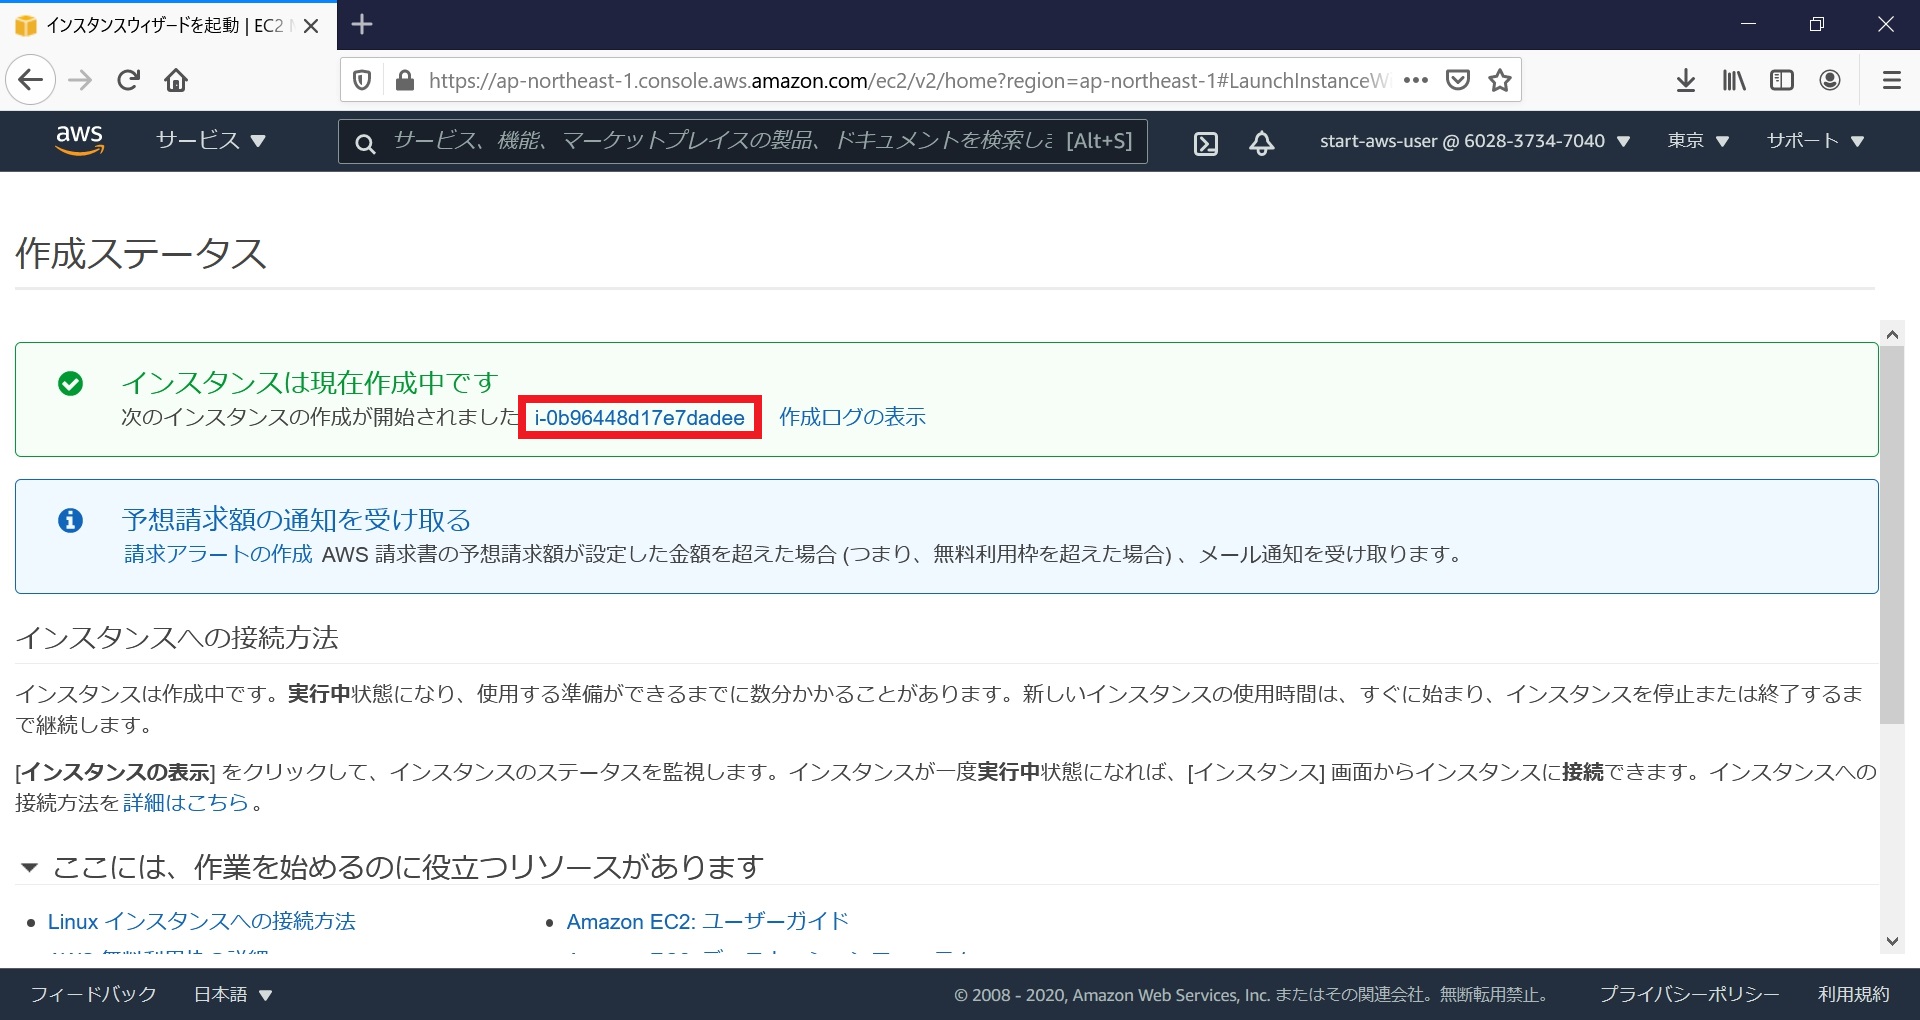 インスタンスウィザードを起動 | EC2
https://ap-northeast-1.console.aws.amazon.com/ec2/v2/home?region=ap-northeast-1#LaunchInstanceW
aws サービス サービス、機能、マーケットプレイスの製品、ドキュメントを検索しま [Alt+S] start-aws-user @ 6028-3734-7040 東京 サポート
作成ステータス
インスタンスは現在作成中です
次のインスタンスの作成が開始されました i-0b96448d17e7dadee 作成ログの表示
予想請求額の通知を受け取る
請求アラートの作成 AWS 請求書の予想請求額が設定した金額を超えた場合 (つまり、無料利用枠を超えた場合) 、メール通知を受け取ります。
インスタンスへの接続方法
インスタンスは作成中です。実行中状態になり、使用する準備ができるまでに数分かかることがあります。新しいインスタンスの使用時間は、すぐに始まり、インスタンスを停止または終了するま
で継続します。
[インスタンスの表示] をクリックして、インスタンスのステータスを監視します。インスタンスが一度実行中状態になれば、[インスタンス] 画面からインスタンスに接続できます。インスタンスへの
接続方法を 詳細はこちら 。
ここには、作業を始めるのに役立つリソースがあります
• Linux インスタンスへの接続方法 • Amazon EC2: ユーザーガイド
フィードバック 日本語 © 2008 - 2020, Amazon Web Services, Inc. またはその関連会社。無断転用禁止。 プライバシーポリシー 利用規約